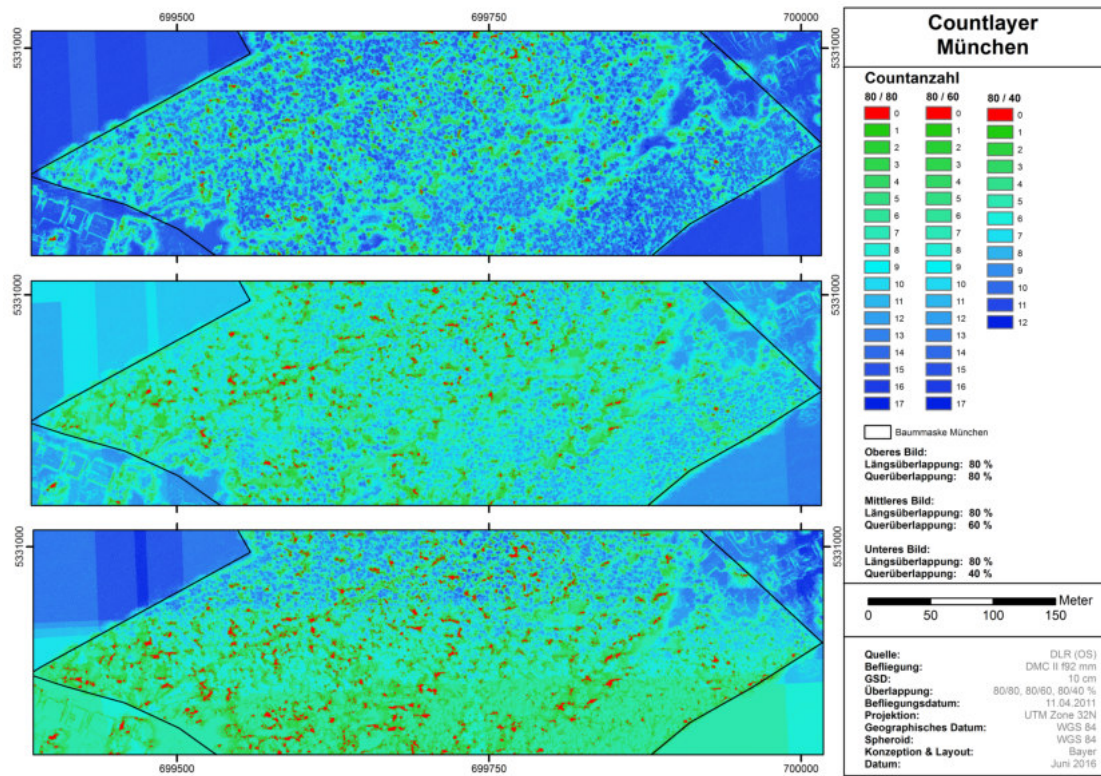 699500 699750 700000
5331000 5331000
5331000 5331000
5331000 5331000
699500 699750 700000
Countlayer
München
Countanzahl
80 / 80 80 / 60 80 / 40
0 0 0
1 1 1
2 2 2
3 3 3
4 4 4
5 5 5
6 6 6
7 7 7
8 8 8
9 9 9
10 10 10
11 11 11
12 12 12
13 13
14 14
15 15
16 16
17 17
Baummaske München
Oberes Bild:
Längsüberlappung: 80 %
Querüberlappung: 80 %
Mittleres Bild:
Längsüberlappung: 80 %
Querüberlappung: 60 %
Unteres Bild:
Längsüberlappung: 80 %
Querüberlappung: 40 %
Meter
0 50 100 150
Quelle: DLR (OS)
Befliegung: DMC II f92 mm
GSD: 10 cm
Überlappung: 80/80, 80/60, 80/40 %
Befliegungsdatum: 11.04.2011
Projektion: UTM Zone 32N
Geographisches Datum: WGS 84
Spheroid: WGS 84
Konzeption & Layout: Bayer
Datum: Juni 2016